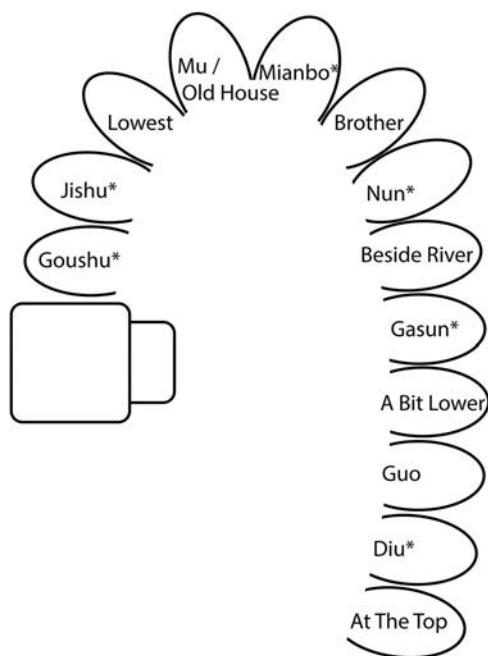 Mu /
Old House
Mianbo*
Lowest
Brother
Jishu*
Nun*
Goushu*
Beside River
Gasun*
A Bit Lower
Guo
Diu*
At The Top